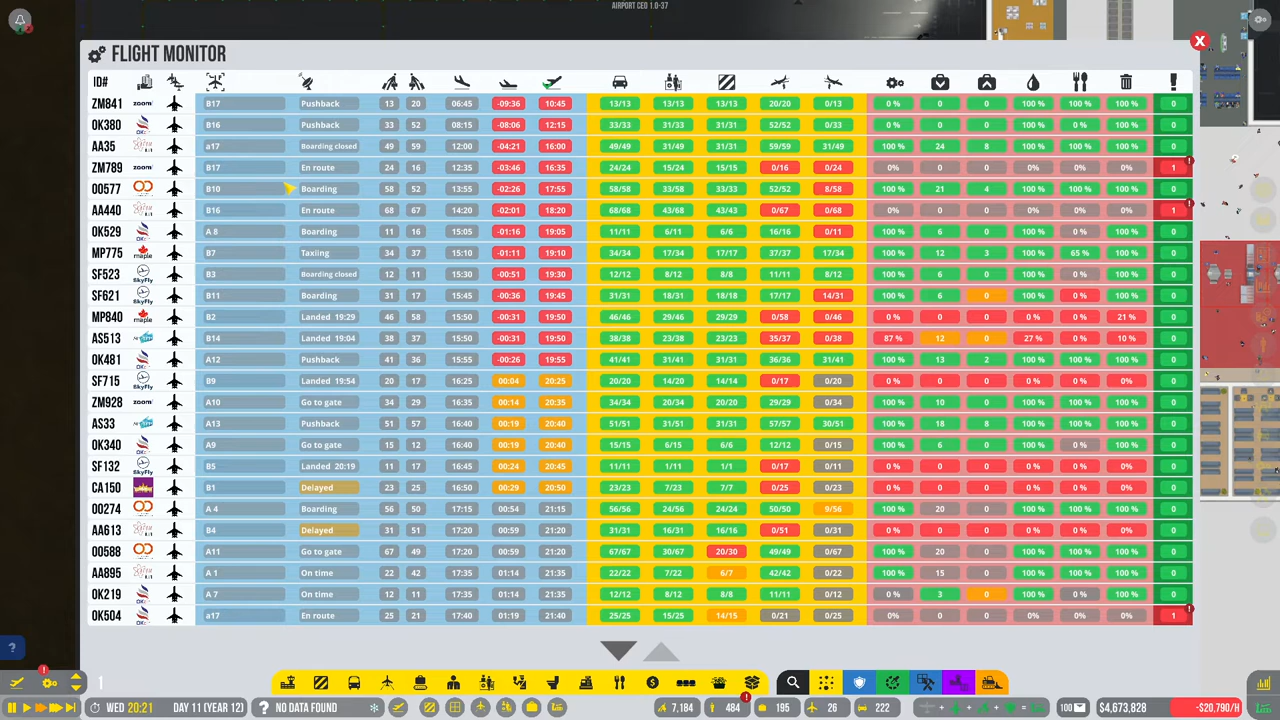 AIRPORT CEO 1.0-37
FLIGHT MONITOR
ID#
ZM841 zoom B17 Pushback 13 20 06:45 -09:36 10:45 13/13 13/13 13/13 20/20 0/13 0 % 0 0 100 % 100 % 100 % 0
OK380 B16 Pushback 33 52 08:15 -08:06 12:15 33/33 31/33 31/31 52/52 0/33 0 % 0 0 100 % 100 % 100 % 0
AA35 a17 Boarding closed 49 59 12:00 -04:21 16:00 49/49 31/49 31/31 59/59 31/49 100 % 24 8 100 % 100 % 100 % 0
ZM789 zoom B17 En route 24 16 12:35 -03:46 16:35 24/24 15/24 15/15 0/16 0/24 0% 0 0 0% 0% 0% 1
OO577 B10 Boarding 58 52 13:55 -02:26 17:55 58/58 33/58 33/33 52/52 8/58 100 % 21 4 100 % 100 % 100 % 0
AA440 B16 En route 68 67 14:20 -02:01 18:20 68/68 43/68 43/43 0/67 0/68 0% 0 0 0% 0% 0% 1
OK529 A 8 Boarding 11 16 15:05 -01:16 19:05 11/11 6/11 6/6 16/16 0/11 100 % 6 0 100 % 0 % 100 % 0
MP775 maple B7 Taxiing 34 37 15:10 -01:11 19:10 34/34 17/34 17/17 37/37 17/34 100 % 12 3 100 % 65 % 100 % 0
SF523 SkyFly B3 Boarding closed 12 11 15:30 -00:51 19:30 12/12 8/12 8/8 11/11 8/12 100 % 6 0 100 % 0 % 100 % 0
SF621 SkyFly B11 Boarding 31 17 15:45 -00:36 19:45 31/31 18/31 18/18 17/17 14/31 100 % 6 0 100 % 0 % 100 % 0
MP840 maple B2 Landed 19:29 46 58 15:50 -00:31 19:50 46/46 29/46 29/29 0/58 0/46 0 % 0 0 0 % 0 % 21 % 0
AS513 B14 Landed 19:04 38 37 15:50 -00:31 19:50 38/38 23/38 23/23 35/37 0/38 87 % 12 0 27 % 0 % 10 % 0
OK481 A12 Pushback 41 36 15:55 -00:26 19:55 41/41 31/41 31/31 36/36 31/41 100 % 13 2 100 % 100 % 100 % 0
SF715 SkyFly B9 Landed 19:54 20 17 16:25 00:04 20:25 20/20 14/20 14/14 0/17 0/20 0 % 0 0 0 % 0 % 0% 0
ZM928 zoom A10 Go to gate 34 29 16:35 00:14 20:35 34/34 20/34 20/20 29/29 0/34 100 % 10 0 100 % 100 % 100 % 0
AS33 A13 Pushback 51 57 16:40 00:19 20:40 51/51 31/51 31/31 57/57 30/51 100 % 18 8 100 % 100 % 100 % 0
OK340 A9 Go to gate 15 12 16:40 00:19 20:40 15/15 6/15 6/6 12/12 0/15 100 % 6 0 100 % 0 % 100 % 0
SF132 SkyFly B5 Landed 20:19 11 17 16:45 00:24 20:45 11/11 1/11 1/1 0/17 0/11 0 % 0 0 0 % 0 % 0% 0
CA150 B1 Delayed 23 25 16:50 00:29 20:50 23/23 7/23 7/7 0/25 0/23 0 % 0 0 0 % 0 % 0% 0
OO274 A 4 Boarding 56 50 17:15 00:54 21:15 56/56 24/56 24/24 50/50 9/56 100 % 20 0 100 % 100 % 100 % 0
AA613 B4 Delayed 31 51 17:20 00:59 21:20 31/31 16/31 16/16 0/51 0/31 0 % 0 0 0 % 0 % 0% 0
OO588 A11 Go to gate 67 49 17:20 00:59 21:20 67/67 30/67 20/30 49/49 0/67 100 % 20 0 100 % 100 % 100 % 0
AA895 A 1 On time 22 42 17:35 01:14 21:35 22/22 7/22 6/7 42/42 0/22 100 % 15 0 100 % 100 % 100 % 0
OK219 A 7 On time 12 11 17:35 01:14 21:35 12/12 8/12 8/8 11/11 0/12 100 % 3 0 100 % 0 % 100 % 0
OK504 a17 En route 25 21 17:40 01:19 21:40 25/25 15/25 14/15 0/21 0/25 0% 0 0 0% 0% 0% 1
?
1
WED 20:21 DAY 11 (YEAR 12) ? NO DATA FOUND 7,184 484 195 26 222 100 $4,673,828 -$20,790/H